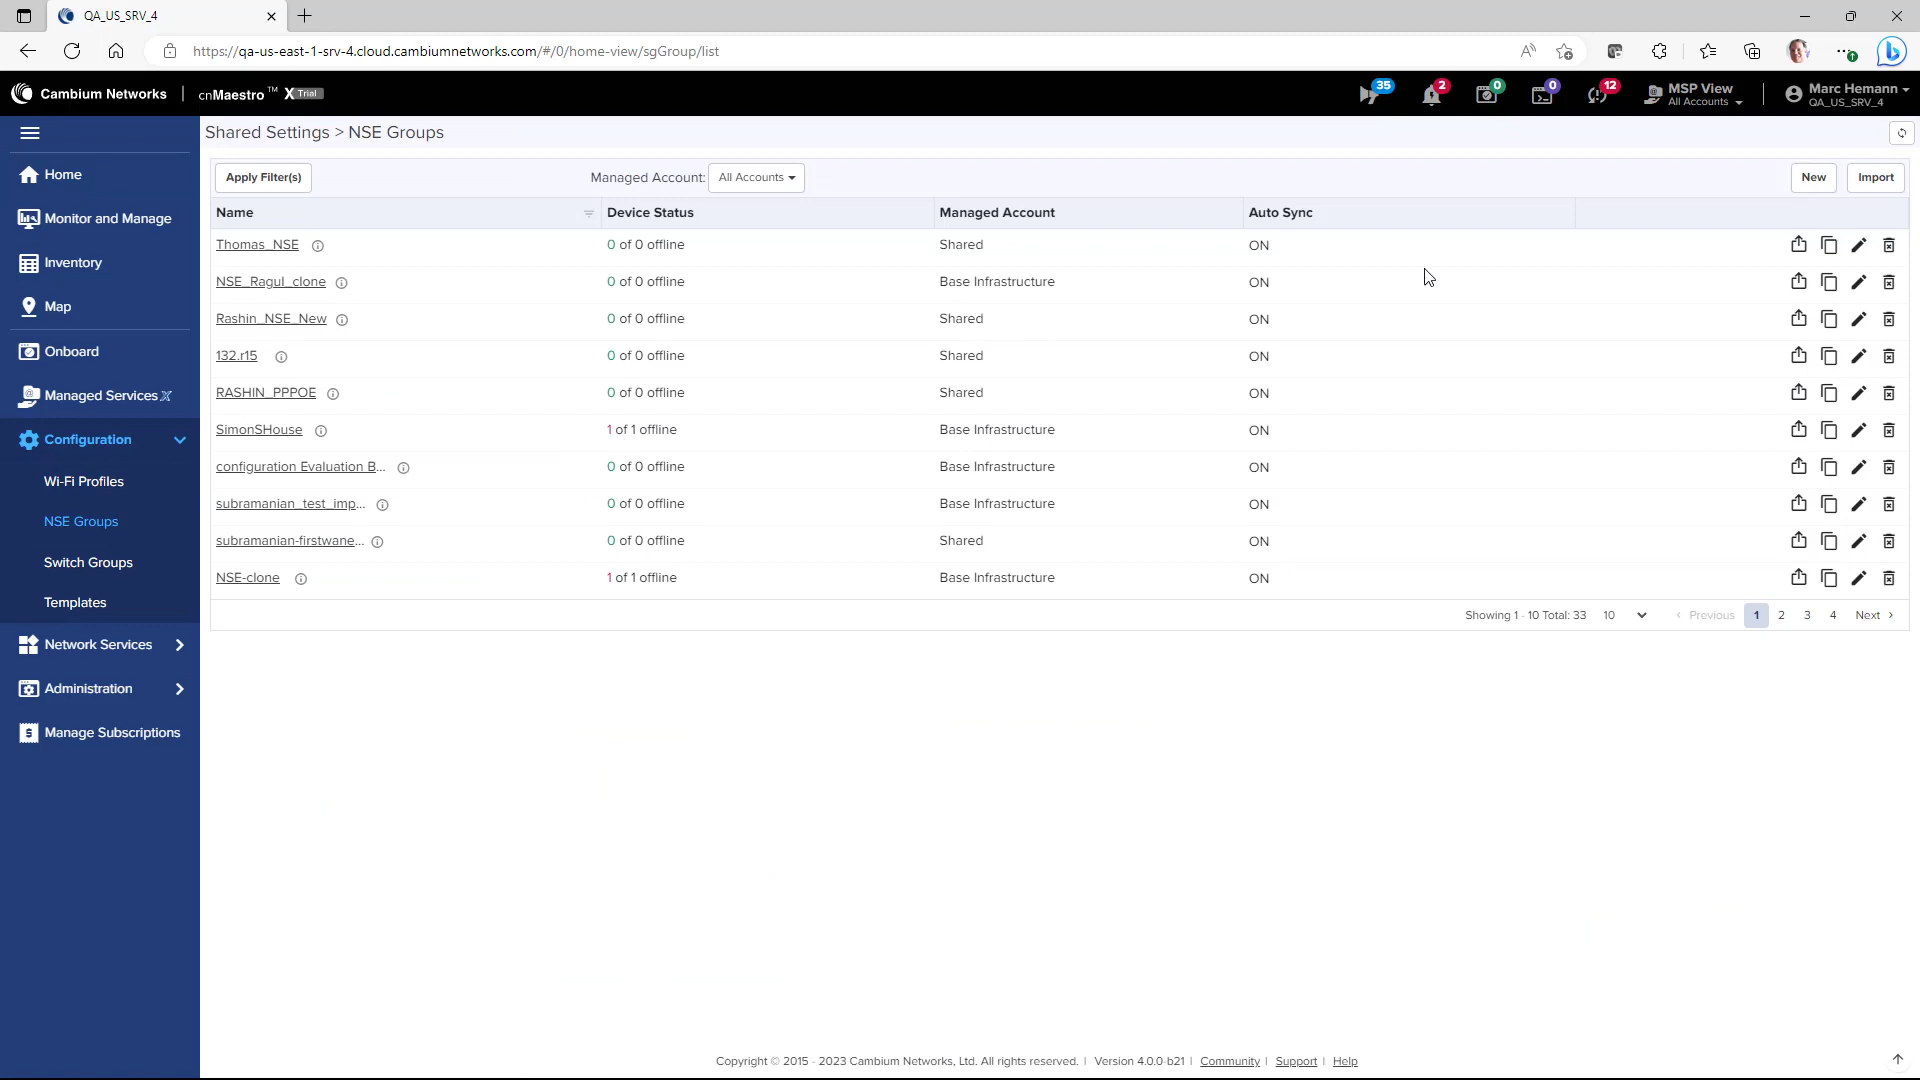 QA_US_SRV_4
https://qa-us-east-1-srv-4.cloud.cambiumnetworks.com/#/0/home-view/sgGroup/list
Cambium Networks | cnMaestro™ X Trial
35 2 0 0 12
MSP View
All Accounts
Marc Hemann
QA_US_SRV_4
Shared Settings > NSE Groups
Home
Monitor and Manage
Inventory
Map
Onboard
Managed Services X
Configuration
Wi-Fi Profiles
NSE Groups
Switch Groups
Templates
Network Services
Administration
Manage Subscriptions
Apply Filter(s) Managed Account: All Accounts New Import
Name Device Status Managed Account Auto Sync
Thomas_NSE 0 of 0 offline Shared ON
NSE_Ragul_clone 0 of 0 offline Base Infrastructure ON
Rashin_NSE_New 0 of 0 offline Shared ON
132.r15 0 of 0 offline Shared ON
RASHIN_PPPOE 0 of 0 offline Shared ON
SimonSHouse 1 of 1 offline Base Infrastructure ON
configuration Evaluation B... 0 of 0 offline Base Infrastructure ON
subramanian_test_imp... 0 of 0 offline Base Infrastructure ON
subramanian-firstwane... 0 of 0 offline Shared ON
NSE-clone 1 of 1 offline Base Infrastructure ON
Showing 1 - 10 Total: 33 10 < Previous 1 2 3 4 Next >
Copyright © 2015 - 2023 Cambium Networks, Ltd. All rights reserved. | Version 4.0.0-b21 | Community | Support | Help